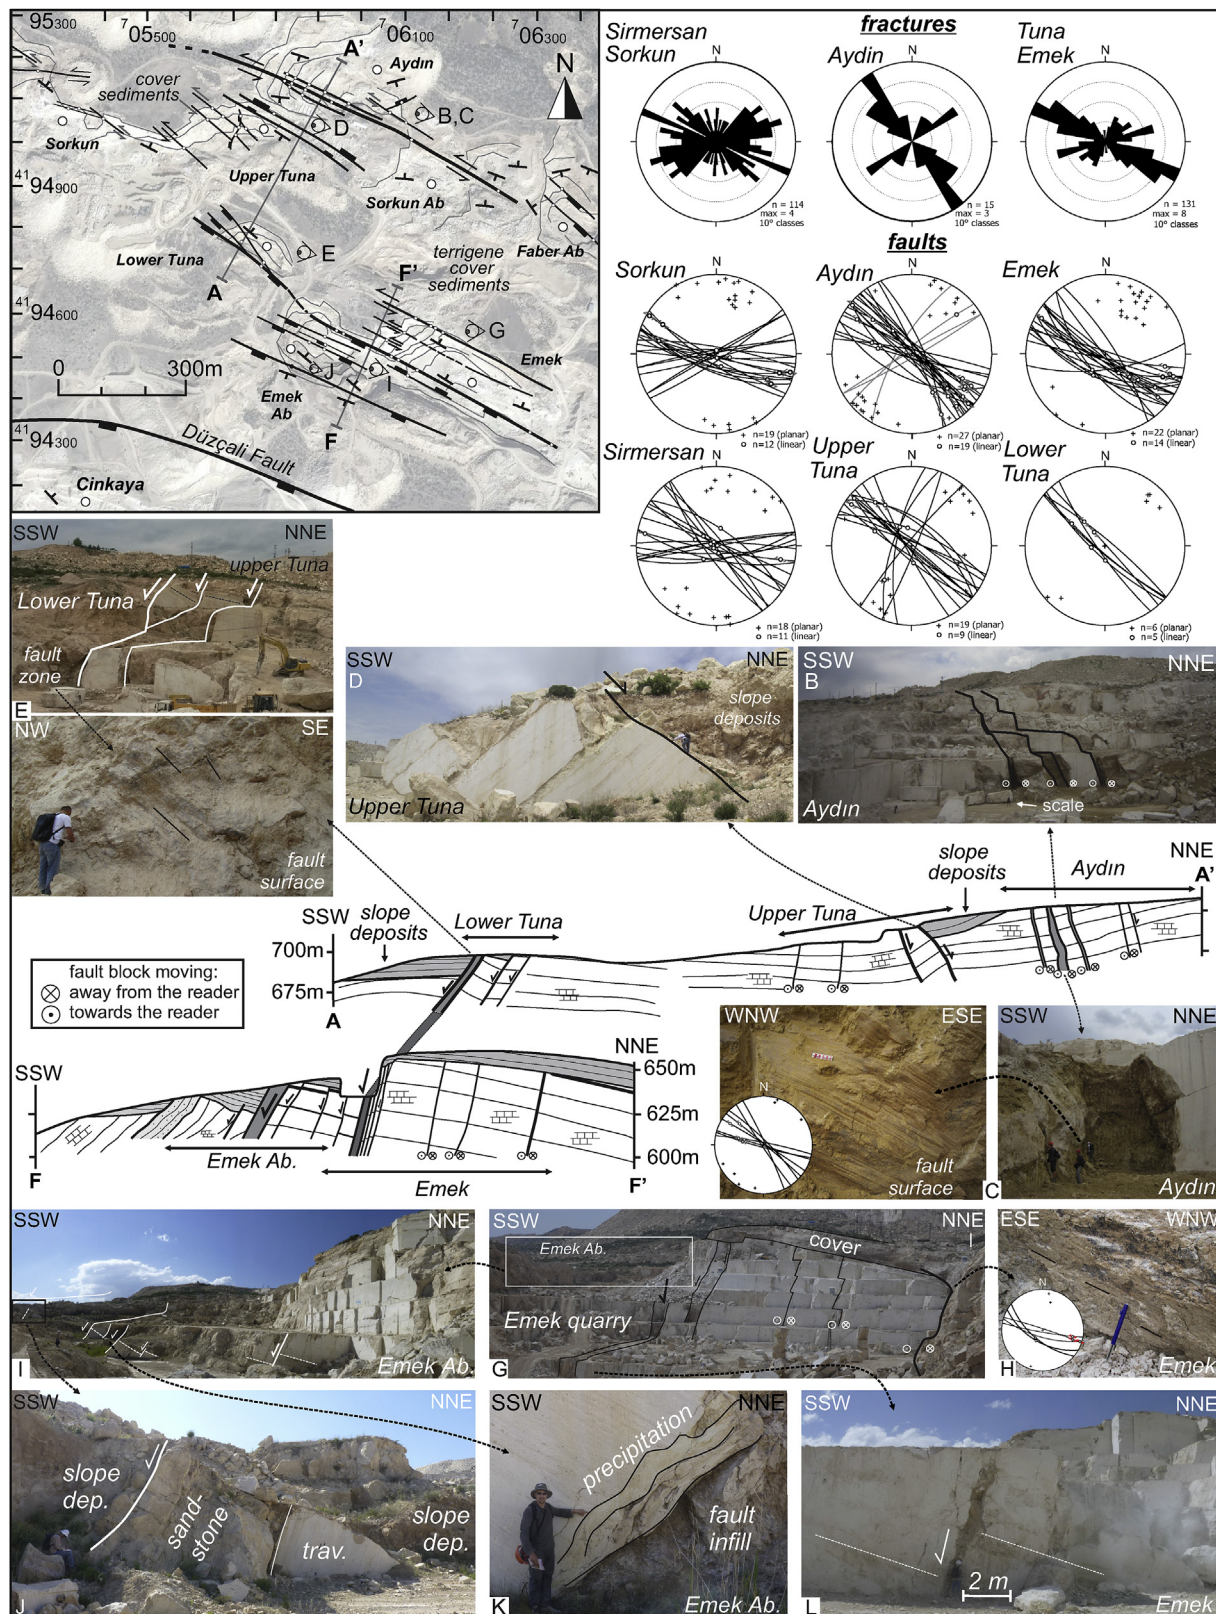 95300
705500
06100
706300
A'
Aydın
N
cover
sediments
B,C
D
Sorkun
Upper Tuna
4194900
Sorkun Ab
Lower Tuna
E
Faber Ab
A
terrigene
cover
sediments
F'
4194600
G
0
300m
Emek
J
I
Emek
Ab
F
4194300
Düzçali Fault
Cinkaya
fractures
Sirmersan
Sorkun
Aydin
Tuna
Emek
N
N
N
n = 114
max = 4
10° classes
n = 15
max = 3
10° classes
n = 131
max = 8
10° classes
faults
Sorkun
Aydın
Emek
N
N
N
+ n=19 (planar)
o n=12 (linear)
+ n=27 (planar)
o n=19 (linear)
+ n=22 (planar)
o n=14 (linear)
Sirmersan
Upper
Tuna
Lower
Tuna
N
N
N
+ n=18 (planar)
o n=11 (linear)
+ n=19 (planar)
o n=9 (linear)
+ n=6 (planar)
o n=5 (linear)
SSW
NNE
upper Tuna
Lower Tuna
fault
zone
E
NW
SE
fault
surface
SSW
NNE
D
slope
deposits
Upper Tuna
SSW
NNE
B
scale
Aydın
SSW
slope
deposits
Lower Tuna
700m
675m
A
Upper Tuna
slope
deposits
Aydın
NNE
A'
fault block moving:
⊗ away from the reader
⊙ towards the reader
SSW
NNE
650m
625m
600m
Emek Ab.
Emek
F
F'
WNW
ESE
N
fault
surface
C
SSW
NNE
Aydın
SSW
NNE
I
Emek Ab.
SSW
NNE
Emek Ab.
cover
Emek quarry
G
ESE
WNW
N
H
Emek
SSW
NNE
slope
dep.
sand-
stone
trav.
slope
dep.
J
SSW
NNE
precipitation
fault
infill
K
Emek Ab.
SSW
NNE
2 m
L
Emek